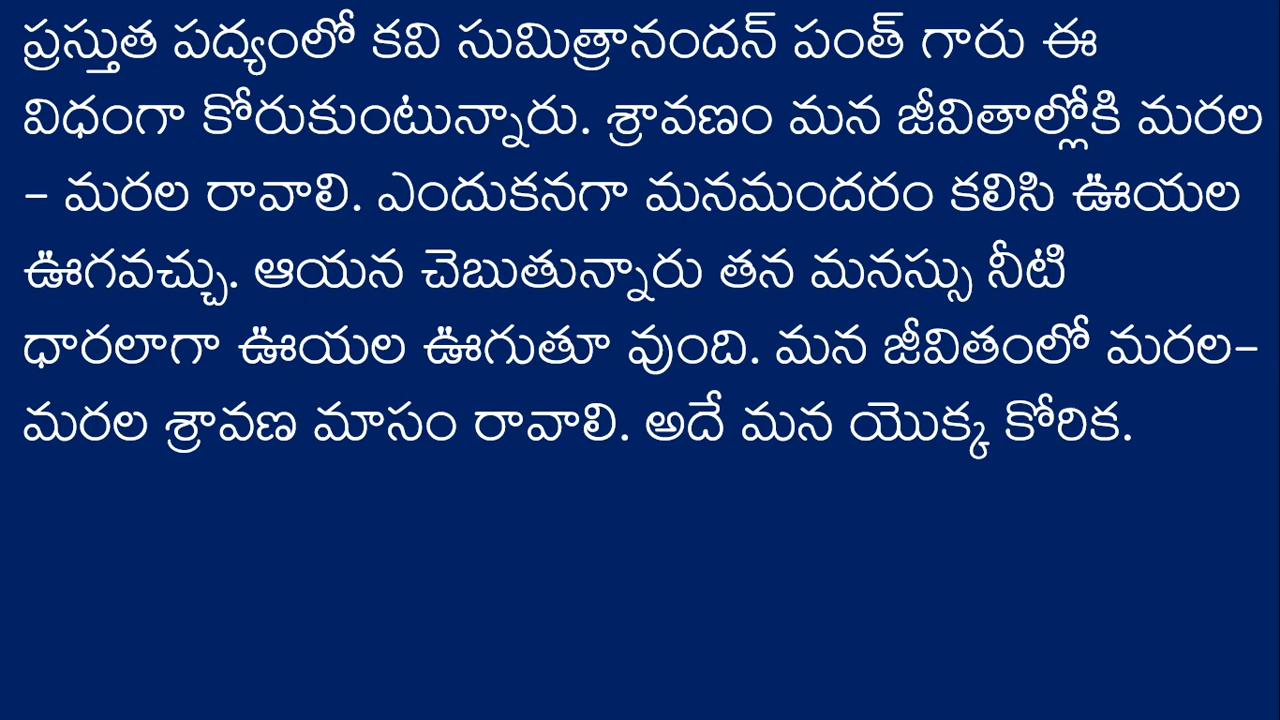 ప్రస్తుత పద్యంలో కవి సుమిత్రానందన్ పంత్ గారు ఈ
విధంగా కోరుకుంటున్నారు. శ్రావణం మన జీవితాల్లోకి మరల
- మరల రావాలి. ఎందుకనగా మనమందరం కలిసి ఊయల
ఊగవచ్చు. ఆయన చెబుతున్నారు తన మనస్సు నీటి
ధారలాగా ఊయల ఊగుతూ వుంది. మన జీవితంలో మరల-
మరల శ్రావణ మాసం రావాలి. అదే మన యొక్క కోరిక.